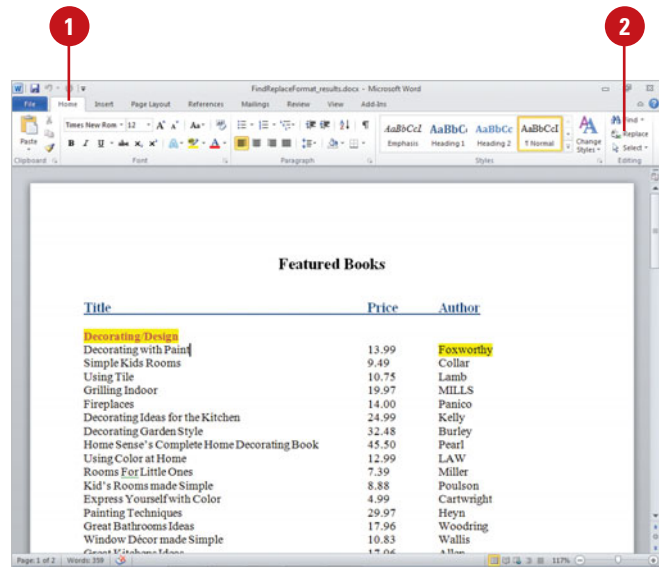 1 2
FindReplaceFormat_results.docx - Microsoft Word
File Home Insert Page Layout References Mailings Review View Add-Ins
Times New Rom 12 Find
Paste Replace
Change Styles Select
AaBbCcI AaBbC AaBbCc AaBbCcI
Emphasis Heading 1 Heading 2 ¶ Normal
Clipboard Font Paragraph Styles Editing
Featured Books
Title Price Author
Decorating/Design
Decorating with Paint 13.99 Foxworthy
Simple Kids Rooms 9.49 Collar
Using Tile 10.75 Lamb
Grilling Indoor 19.97 MILLS
Fireplaces 14.00 Panico
Decorating Ideas for the Kitchen 24.99 Kelly
Decorating Garden Style 32.48 Burley
Home Sense's Complete Home Decorating Book 45.50 Pearl
Using Color at Home 12.99 LAW
Rooms For Little Ones 7.39 Miller
Kid's Rooms made Simple 8.88 Poulson
Express Yourself with Color 4.99 Cartwright
Painting Techniques 29.97 Heyn
Great Bathrooms Ideas 17.96 Woodring
Window Décor made Simple 10.83 Wallis
Great Kitchens Ideas 17.06 Allen
Page: 1 of 2 Words: 359 117%